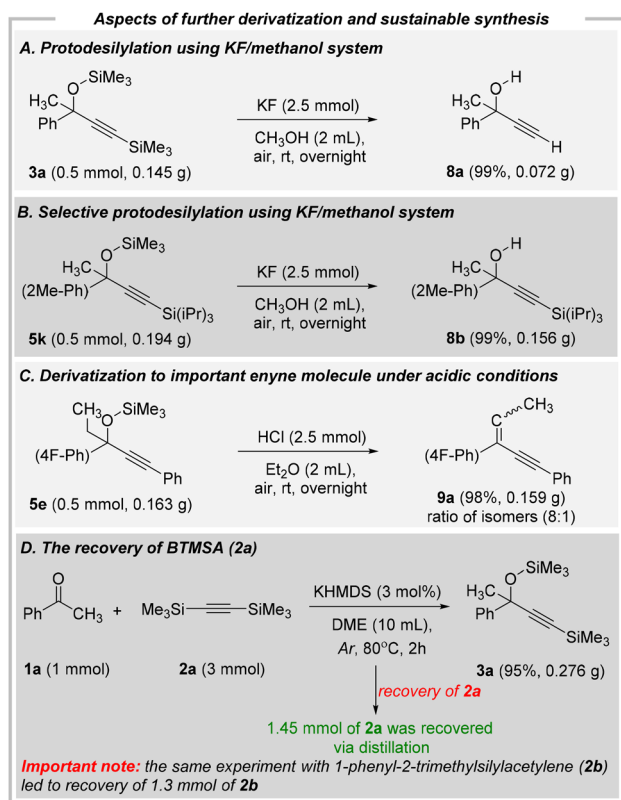 Aspects of further derivatization and sustainable synthesis
A. Protodesilylation using KF/methanol system
O SiMe3
H3C
Ph
SiMe3
3a (0.5 mmol, 0.145 g)
KF (2.5 mmol)
CH3OH (2 mL),
air, rt, overnight
O H
H3C
Ph
H
8a (99%, 0.072 g)
B. Selective protodesilylation using KF/methanol system
O SiMe3
H3C
(2Me-Ph)
Si(iPr)3
5k (0.5 mmol, 0.194 g)
KF (2.5 mmol)
CH3OH (2 mL),
air, rt, overnight
O H
H3C
(2Me-Ph)
Si(iPr)3
8b (99%, 0.156 g)
C. Derivatization to important enyne molecule under acidic conditions
CH3 O SiMe3
(4F-Ph)
Ph
5e (0.5 mmol, 0.163 g)
HCl (2.5 mmol)
Et2O (2 mL),
air, rt, overnight
C CH3
(4F-Ph)
Ph
9a (98%, 0.159 g)
ratio of isomers (8:1)
D. The recovery of BTMSA (2a)
O
Ph CH3
+
Me3Si SiMe3
1a (1 mmol)
2a (3 mmol)
KHMDS (3 mol%)
DME (10 mL),
Ar, 80°C, 2h
O SiMe3
H3C
Ph
SiMe3
3a (95%, 0.276 g)
recovery of 2a
1.45 mmol of 2a was recovered
via distillation
Important note: the same experiment with 1-phenyl-2-trimethylsilylacetylene (2b)
led to recovery of 1.3 mmol of 2b